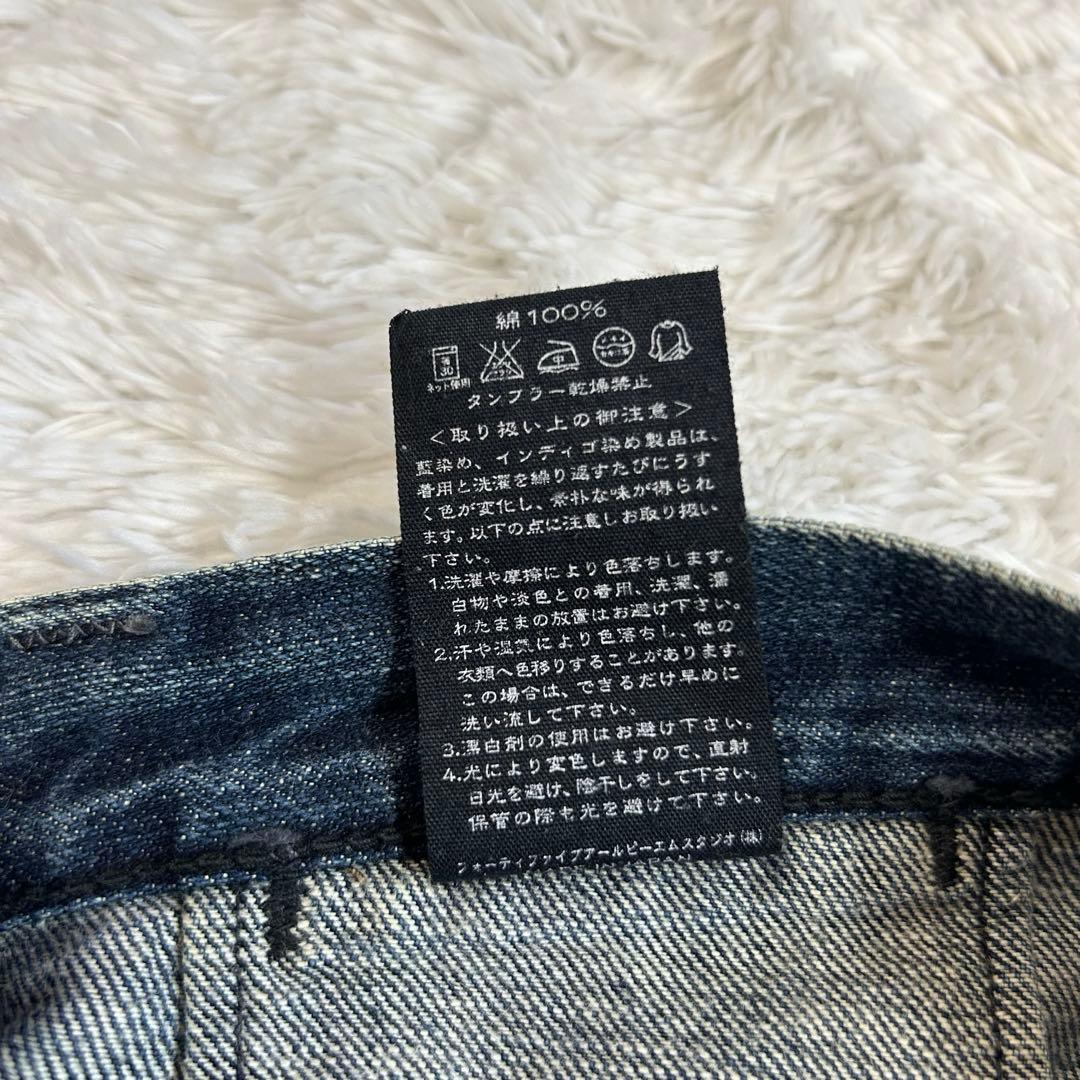 綿100%
30
ネット使用
中
タンブラー乾燥禁止
＜取り扱い上の御注意＞
藍染め、インディゴ染め製品は、
着用と洗濯を繰り返すたびにうす
く色が変化し、素朴な味が得られ
ます。以下の点に注意しお取り扱い
下さい。
1.洗濯や摩擦により色落ちします。
白物や淡色との着用、洗濯、濡
れたままの放置はお避け下さい。
2.汗や湿気により色落ちし、他の
衣類へ色移りすることがあります。
この場合は、できるだけ早めに
洗い流して下さい。
3.漂白剤の使用はお避け下さい。
4.光により変色しますので、直射
日光を避け、陰干しをして下さい。
保管の際も光を避けて下さい。
フォーティファイブアールピーエムスタジオ(株)